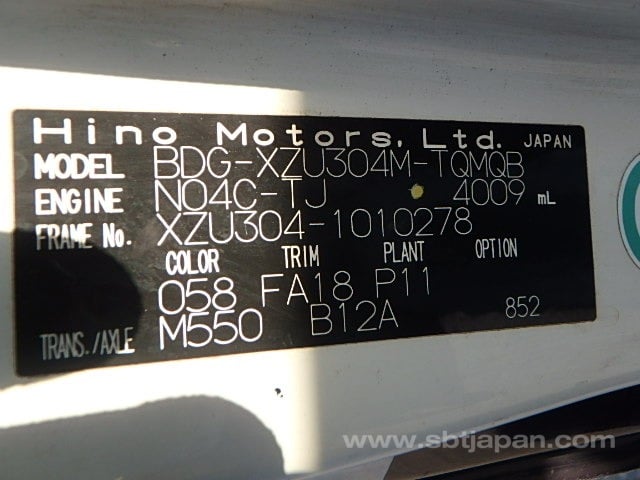 Hino Motors, Ltd. JAPAN
MODEL BDG-XZU304M-TQMQB
ENGINE N04C-TJ 4009 mL
FRAME No. XZU304-1010278
COLOR TRIM PLANT OPTION
058 FA18 P11
TRANS./AXLE M550 B12A 852
www.sbtjapan.com